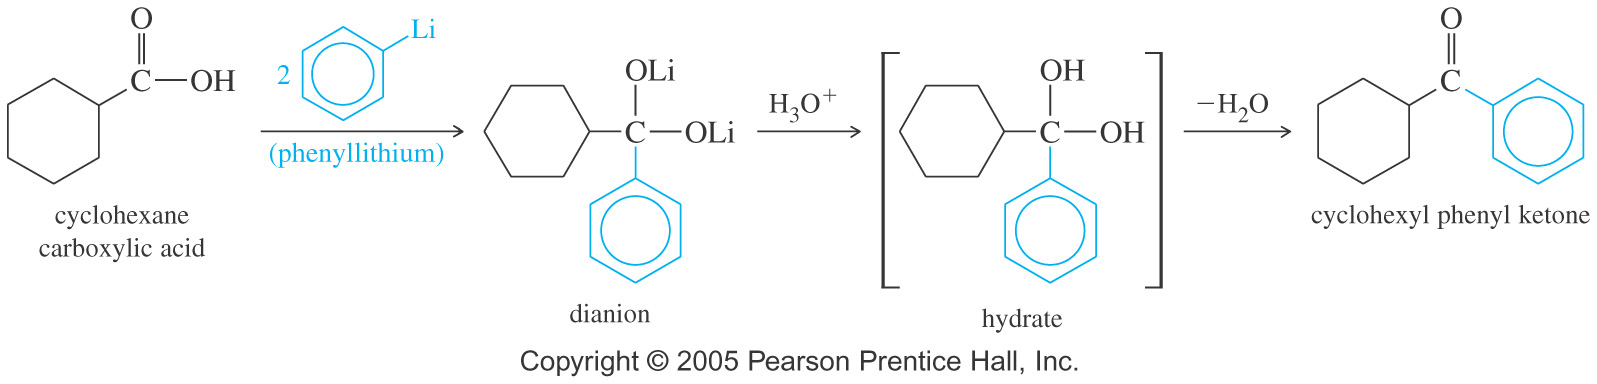 O
C—OH
cyclohexane
carboxylic acid
2
Li
(phenyllithium)
OLi
C—OLi
dianion
H₃O⁺
OH
C—OH
hydrate
−H₂O
O
C
cyclohexyl phenyl ketone
Copyright © 2005 Pearson Prentice Hall, Inc.